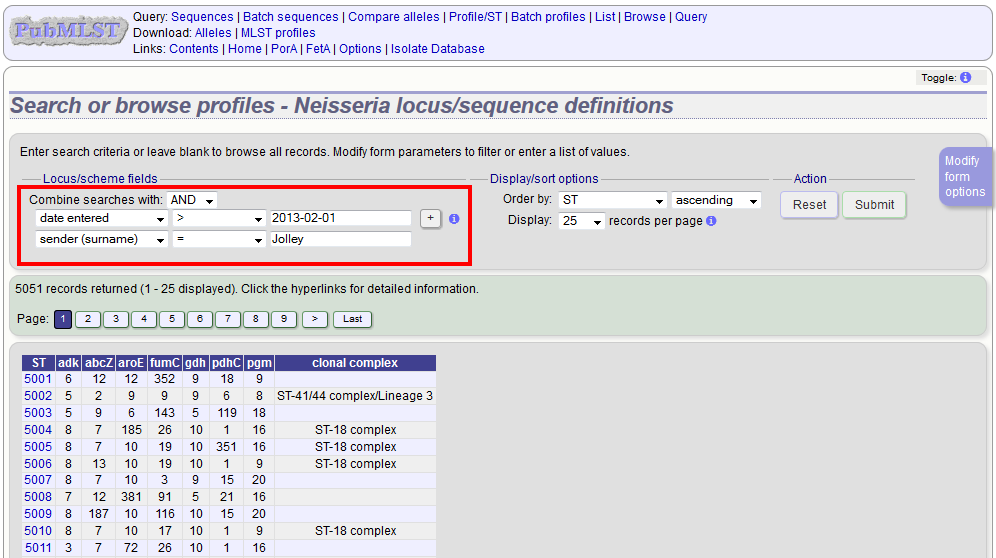 PubMLST
Query: Sequences | Batch sequences | Compare alleles | Profile/ST | Batch profiles | List | Browse | Query
Download: Alleles | MLST profiles
Links: Contents | Home | PorA | FetA | Options | Isolate Database
Toggle: i
Search or browse profiles - Neisseria locus/sequence definitions
Enter search criteria or leave blank to browse all records. Modify form parameters to filter or enter a list of values.
Modify form options
Locus/scheme fields
Combine searches with: AND
date entered > 2013-02-01 + i
sender (surname) = Jolley
Display/sort options
Order by: ST ascending
Display: 25 records per page i
Action
Reset Submit
5051 records returned (1 - 25 displayed). Click the hyperlinks for detailed information.
Page: 1 2 3 4 5 6 7 8 9 > Last
ST adk abcZ aroE fumC gdh pdhC pgm clonal complex
5001 6 12 12 352 9 18 9
5002 5 2 9 9 9 6 8 ST-41/44 complex/Lineage 3
5003 5 9 6 143 5 119 18
5004 8 7 185 26 10 1 16 ST-18 complex
5005 8 7 10 19 10 351 16 ST-18 complex
5006 8 13 10 19 10 1 9 ST-18 complex
5007 8 7 10 3 9 15 20
5008 7 12 381 91 5 21 16
5009 8 187 10 116 10 15 20
5010 8 7 10 17 10 1 9 ST-18 complex
5011 3 7 72 26 10 1 16